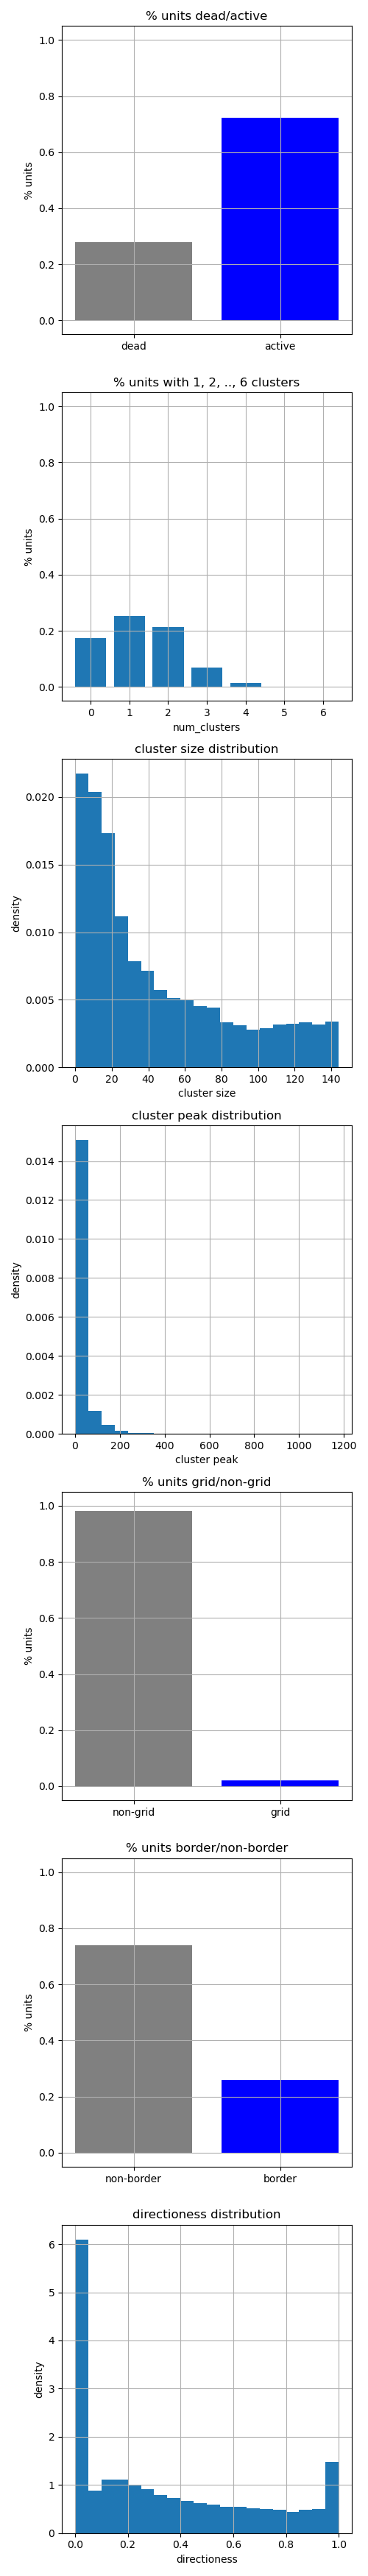 % units dead/active
1.0
0.8
0.6
0.4
0.2
0.0
% units
dead active
% units with 1, 2, .., 6 clusters
1.0
0.8
0.6
0.4
0.2
0.0
% units
0 1 2 3 4 5 6
num_clusters
cluster size distribution
0.020
0.015
0.010
0.005
0.000
density
0 20 40 60 80 100 120 140
cluster size
cluster peak distribution
0.014
0.012
0.010
0.008
0.006
0.004
0.002
0.000
density
0 200 400 600 800 1000 1200
cluster peak
% units grid/non-grid
1.0
0.8
0.6
0.4
0.2
0.0
% units
non-grid grid
% units border/non-border
1.0
0.8
0.6
0.4
0.2
0.0
% units
non-border border
directioness distribution
6
5
4
3
2
1
0
density
0.0 0.2 0.4 0.6 0.8 1.0
directioness